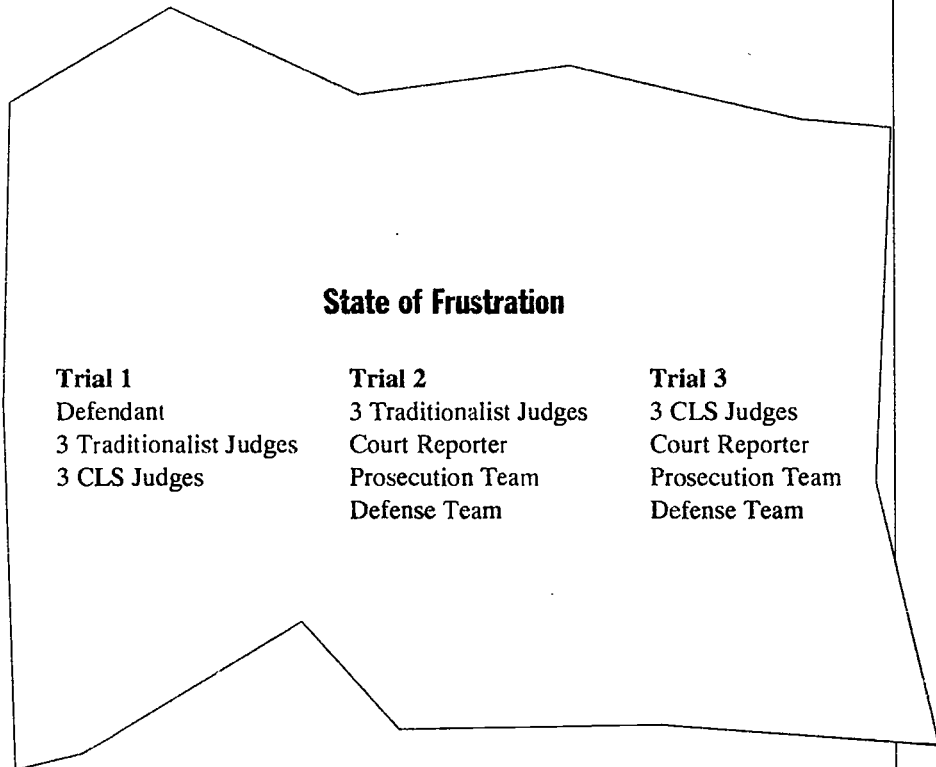 State of Frustration
Trial 1
Defendant
3 Traditionalist Judges
3 CLS Judges
Trial 2
3 Traditionalist Judges
Court Reporter
Prosecution Team
Defense Team
Trial 3
3 CLS Judges
Court Reporter
Prosecution Team
Defense Team